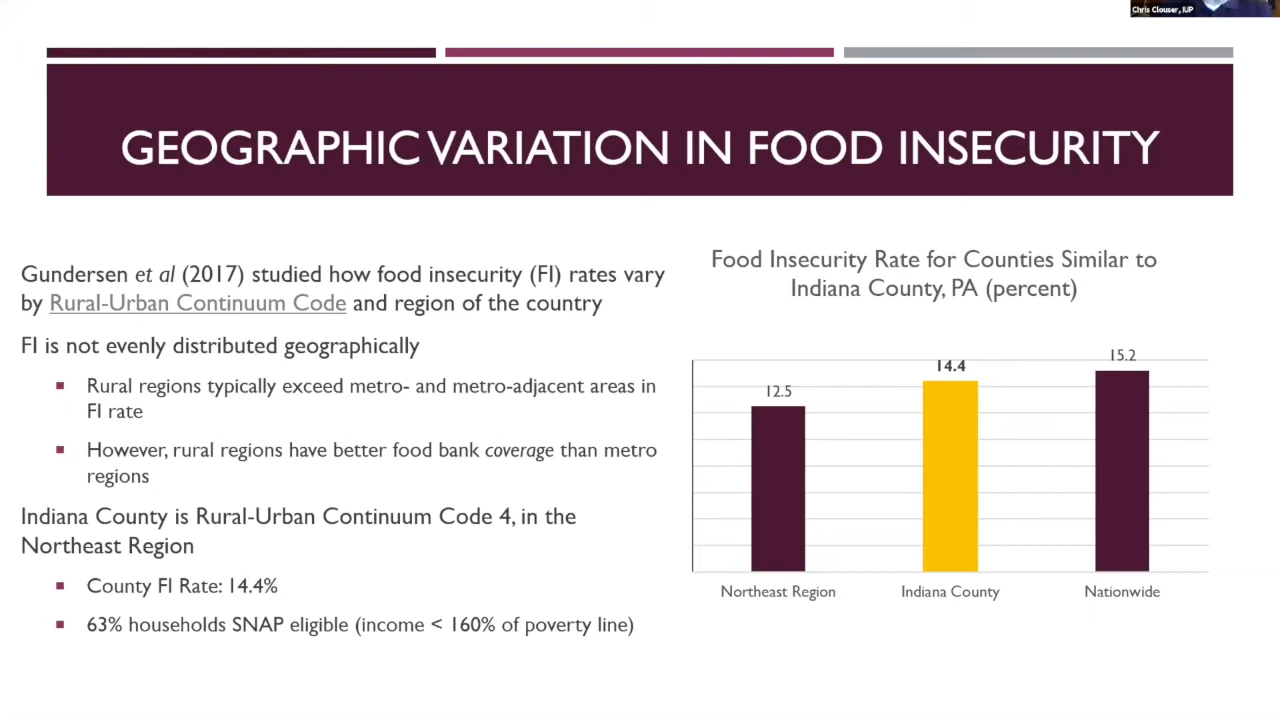 Chris Clouser, IUP
GEOGRAPHIC VARIATION IN FOOD INSECURITY
Gundersen et al (2017) studied how food insecurity (FI) rates vary
by Rural-Urban Continuum Code and region of the country
FI is not evenly distributed geographically
Rural regions typically exceed metro- and metro-adjacent areas in
FI rate
However, rural regions have better food bank coverage than metro
regions
Indiana County is Rural-Urban Continuum Code 4, in the
Northeast Region
County FI Rate: 14.4%
63% households SNAP eligible (income < 160% of poverty line)
Food Insecurity Rate for Counties Similar to
Indiana County, PA (percent)
12.5
14.4
15.2
Northeast Region
Indiana County
Nationwide